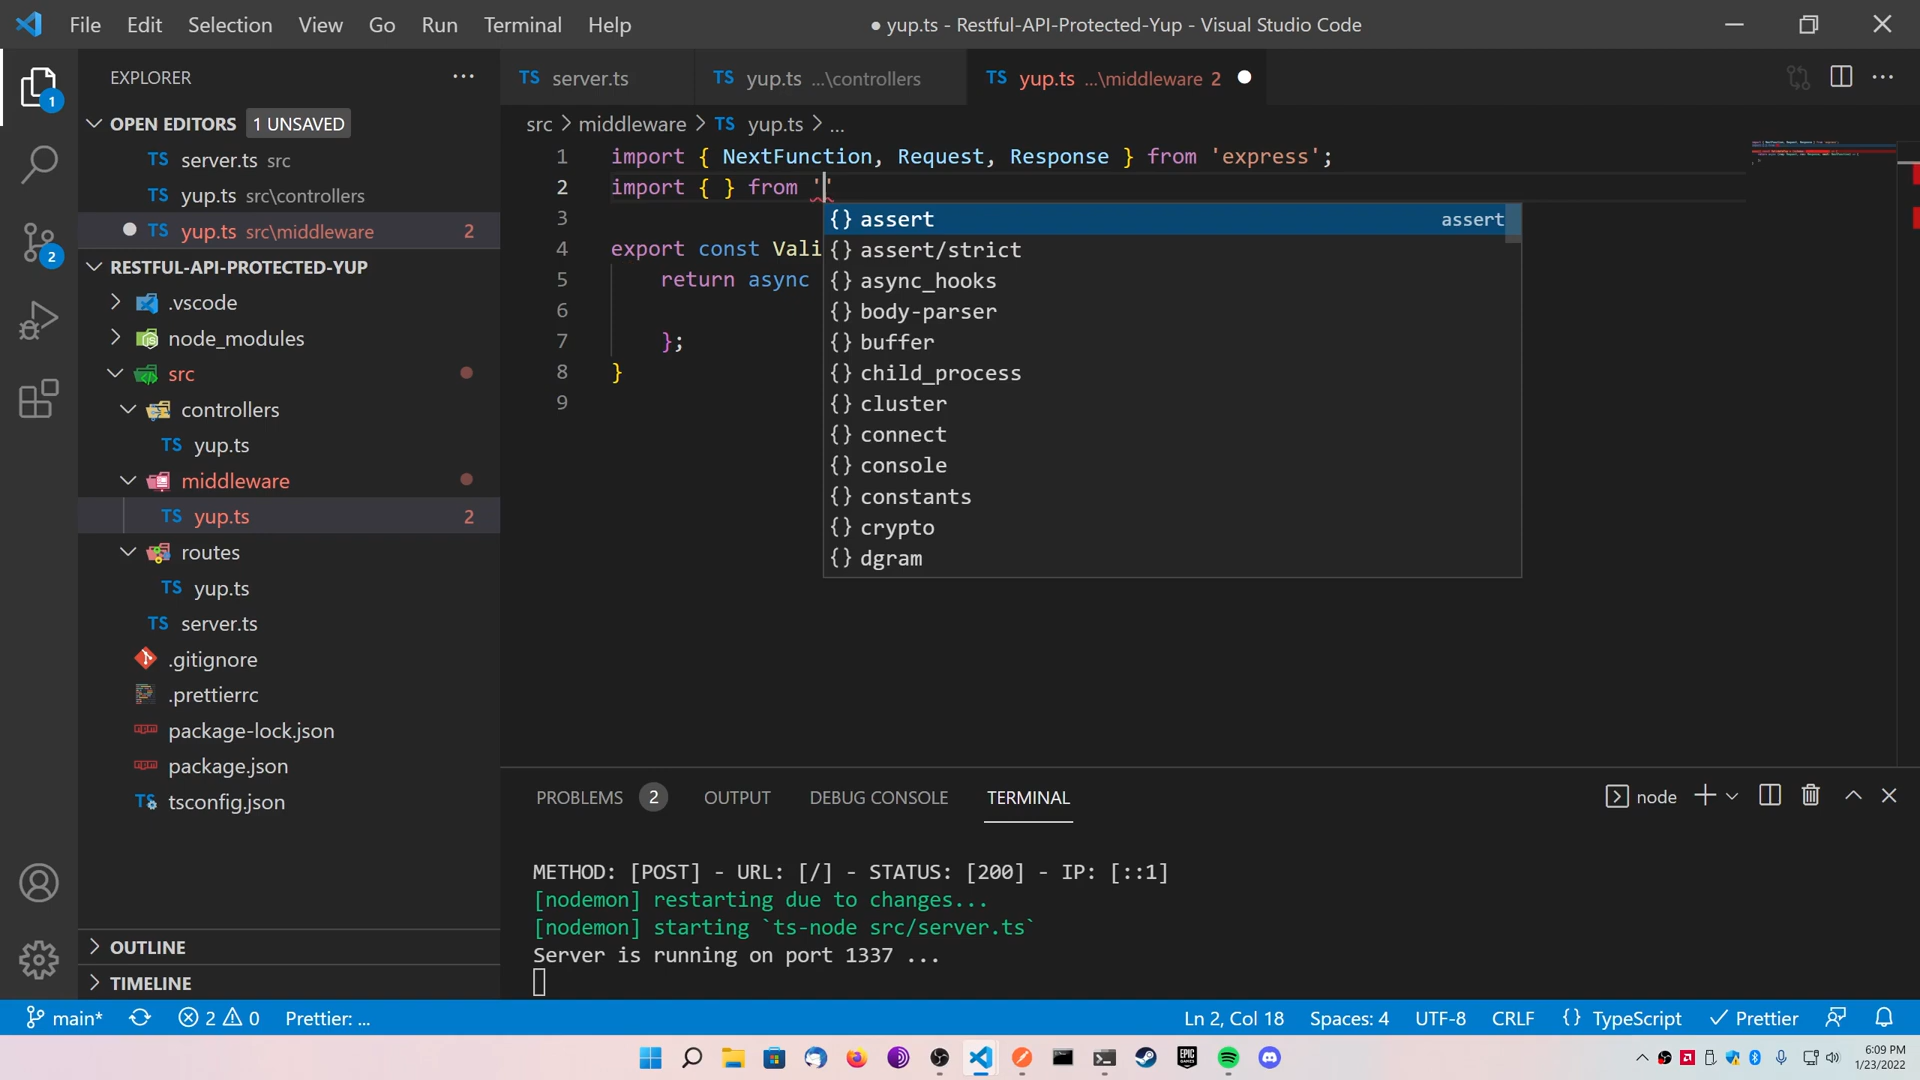 File Edit Selection View Go Run Terminal Help
● yup.ts - Restful-API-Protected-Yup - Visual Studio Code
EXPLORER
OPEN EDITORS 1 UNSAVED
TS server.ts src
TS yup.ts src\controllers
TS yup.ts src\middleware 2
RESTFUL-API-PROTECTED-YUP
.vscode
node_modules
src
controllers
TS yup.ts
middleware
TS yup.ts 2
routes
TS yup.ts
TS server.ts
.gitignore
.prettierrc
package-lock.json
package.json
tsconfig.json
OUTLINE
TIMELINE
1
2
TS server.ts
TS yup.ts ...\controllers
TS yup.ts ...\middleware 2
src > middleware > TS yup.ts > ...
1 import { NextFunction, Request, Response } from 'express';
2 import { } from ''
3
4 export const Vali
5 return async
6
7 };
8 }
9
{} assert assert
{} assert/strict
{} async_hooks
{} body-parser
{} buffer
{} child_process
{} cluster
{} connect
{} console
{} constants
{} crypto
{} dgram
PROBLEMS 2 OUTPUT DEBUG CONSOLE TERMINAL
node
METHOD: [POST] - URL: [/] - STATUS: [200] - IP: [::1]
[nodemon] restarting due to changes...
[nodemon] starting `ts-node src/server.ts`
Server is running on port 1337 ...
main* 2 0 Prettier: ...
Ln 2, Col 18 Spaces: 4 UTF-8 CRLF {} TypeScript Prettier
6:09 PM
1/23/2022